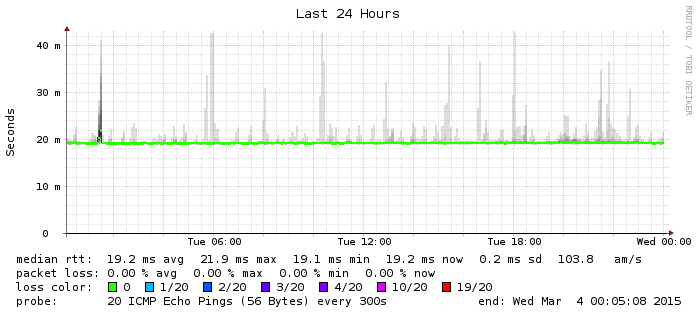 Last 24 Hours
RRDTOOL / TOBI OETIKER
Seconds
40 m
30 m
20 m
10 m
0
Tue 06:00 Tue 12:00 Tue 18:00 Wed 00:00
median rtt: 19.2 ms avg 21.9 ms max 19.1 ms min 19.2 ms now 0.2 ms sd 103.8 am/s
packet loss: 0.00 % avg 0.00 % max 0.00 % min 0.00 % now
loss color: 0 1/20 2/20 3/20 4/20 10/20 19/20
probe: 20 ICMP Echo Pings (56 Bytes) every 300s end: Wed Mar 4 00:05:08 2015